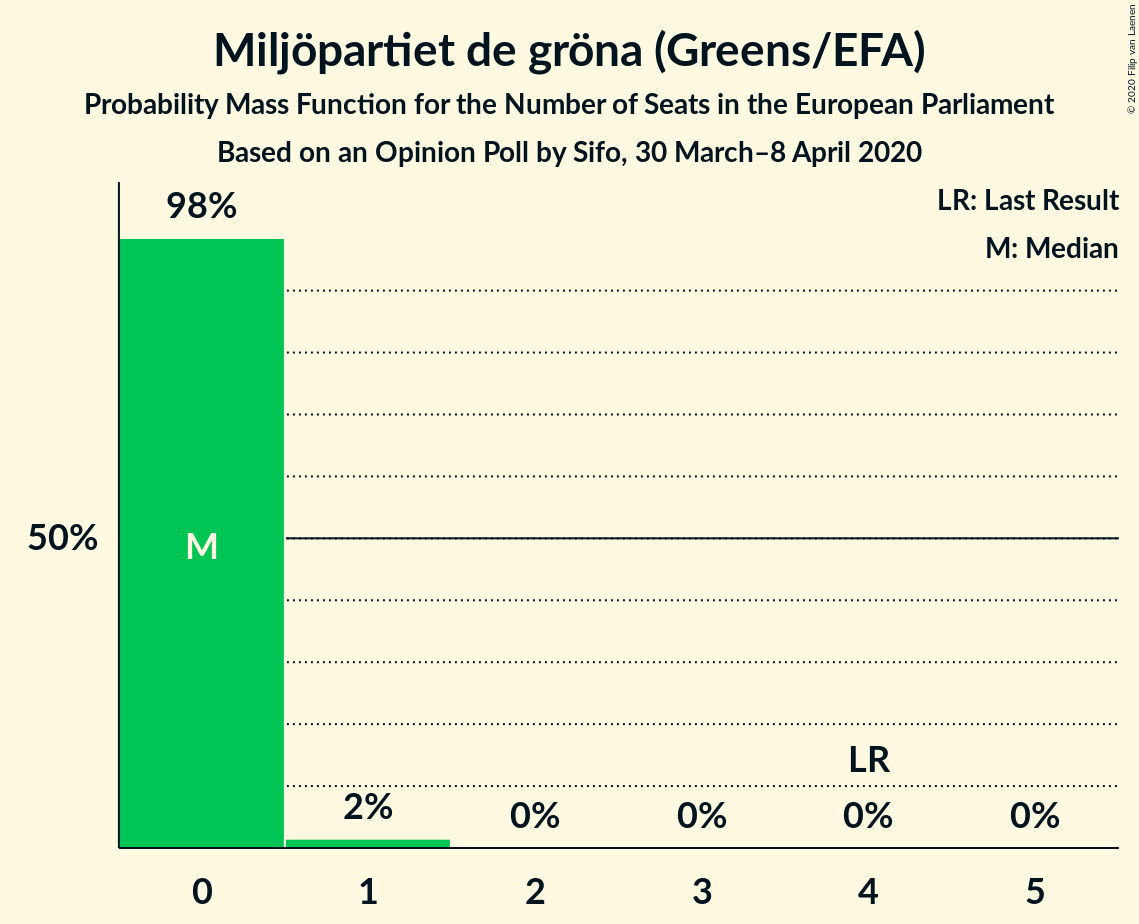 Miljöpartiet de gröna (Greens/EFA)
Probability Mass Function for the Number of Seats in the European Parliament
Based on an Opinion Poll by Sifo, 30 March–8 April 2020
© 2020 Filip van Laenen
LR: Last Result
M: Median
98%
50%
M
LR
2%
0%
0%
0%
0%
0 1 2 3 4 5